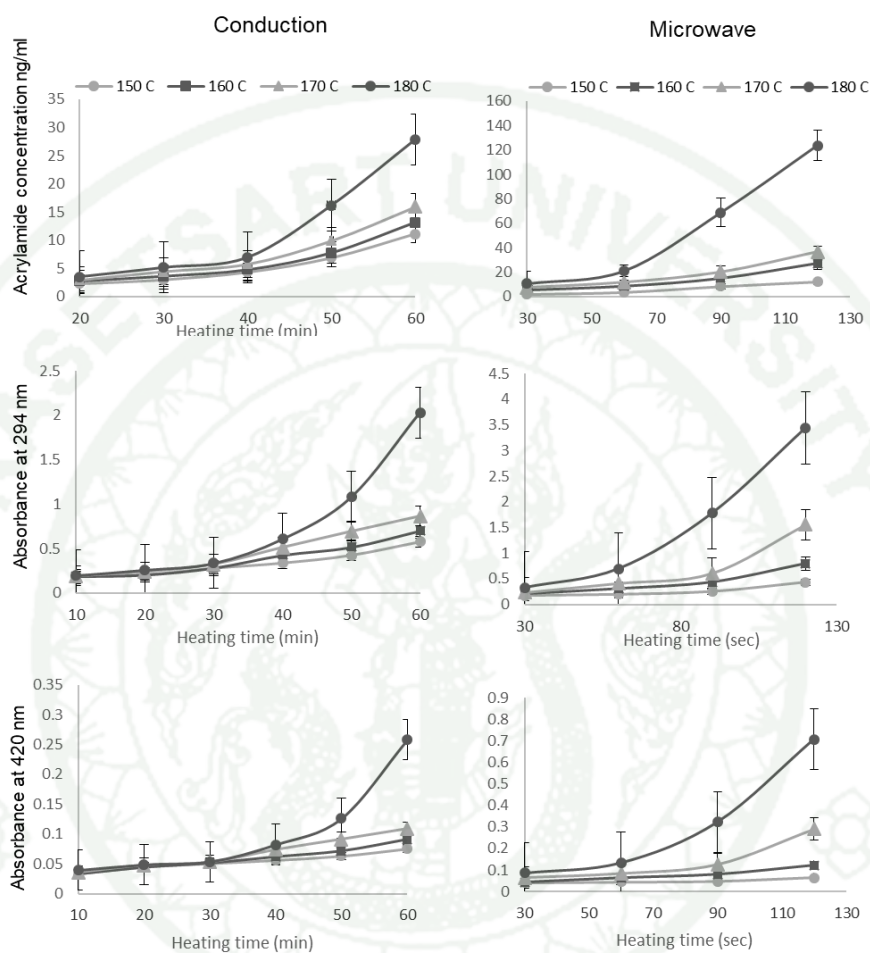 Conduction
Microwave
150 C 160 C 170 C 180 C
150 C 160 C 170 C 180 C
Acrylamide concentration ng/ml
35
30
25
20
15
10
5
0
20 30 40 50 60
Heating time (min)
160
140
120
100
80
60
40
20
0
30 50 70 90 110 130
Heating time (sec)
Absorbance at 294 nm
2.5
2
1.5
1
0.5
0
10 20 30 40 50 60
Heating time (min)
4.5
4
3.5
3
2.5
2
1.5
1
0.5
0
30 80 130
Heating time (sec)
Absorbance at 420 nm
0.35
0.3
0.25
0.2
0.15
0.1
0.05
0
10 20 30 40 50 60
Heating time (min)
0.9
0.8
0.7
0.6
0.5
0.4
0.3
0.2
0.1
0
30 50 70 90 110 130
Heating time (sec)
SETSART UNIVERSITY